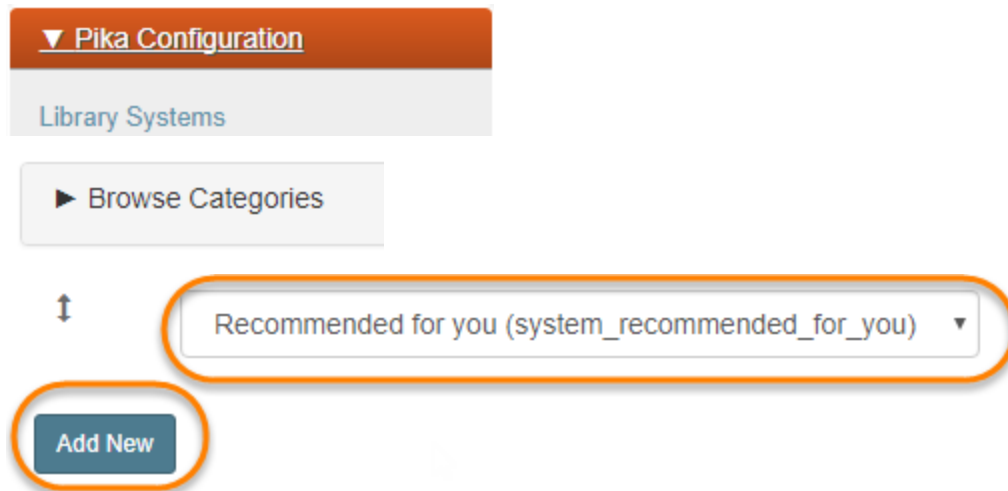 ▼ Pika Configuration
Library Systems
► Browse Categories
Recommended for you (system_recommended_for_you)
Add New